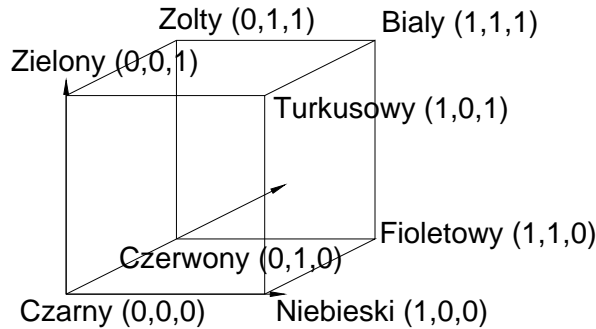 Zolty (0,1,1)
Bialy (1,1,1)
Zielony (0,0,1)
Turkusowy (1,0,1)
Fioletowy (1,1,0)
Czerwony (0,1,0)
Czarny (0,0,0)
Niebieski (1,0,0)